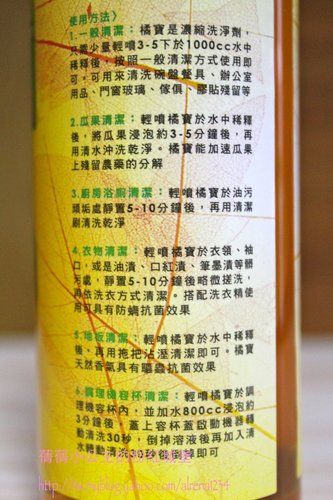 使用方法〉
1.一般清潔：橘寶是濃縮洗淨劑，
只需少量輕噴3-5下於1000cc水中
稀釋後，按照一般清潔方式使用即
可，可用來清洗碗盤餐具、辦公室
用品、門窗玻璃、傢俱、膠貼殘留等
2.瓜果清潔：輕噴橘寶於水中稀釋
後，將瓜果浸泡約3-5分鐘後，再
用清水沖洗乾淨。橘寶能加速瓜果
上殘留農藥的分解
3.廚房浴廁清潔：輕噴橘寶於油污
頭垢處靜置5-10分鐘後，再用清潔
刷清洗乾淨
4.衣物清潔：輕噴橘寶於衣領、袖
口，或是油漬、口紅漬、筆墨漬等髒
污處，靜置5-10分鐘後略微搓洗，
再依洗衣方式清潔。搭配洗衣精使
用可具有防蟎抗菌效果
5.地板清潔：輕噴橘寶於水中稀釋
後，再用拖把沾溼清潔即可。橘寶
天然香氣具有驅蟲抗菌效果
6.調理機容杯清潔：輕噴橘寶於調
理機容杯內，並加水800cc浸泡約
3分鐘後，蓋上容杯蓋啟動機器轉
動清洗30秒，倒掉溶液後再加入清
水轉動